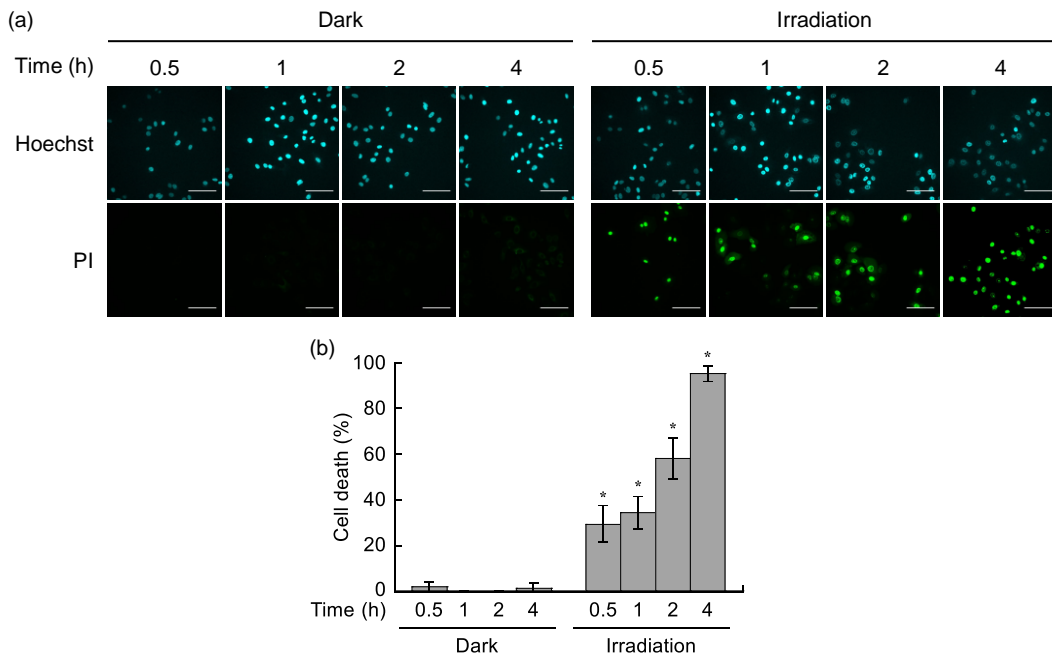 (a)
Dark Irradiation
Time (h) 0.5 1 2 4 0.5 1 2 4
Hoechst
PI
(b)
Cell death (%)
100
80
60
40
20
0
* * * *
Time (h) 0.5 1 2 4 0.5 1 2 4
Dark Irradiation